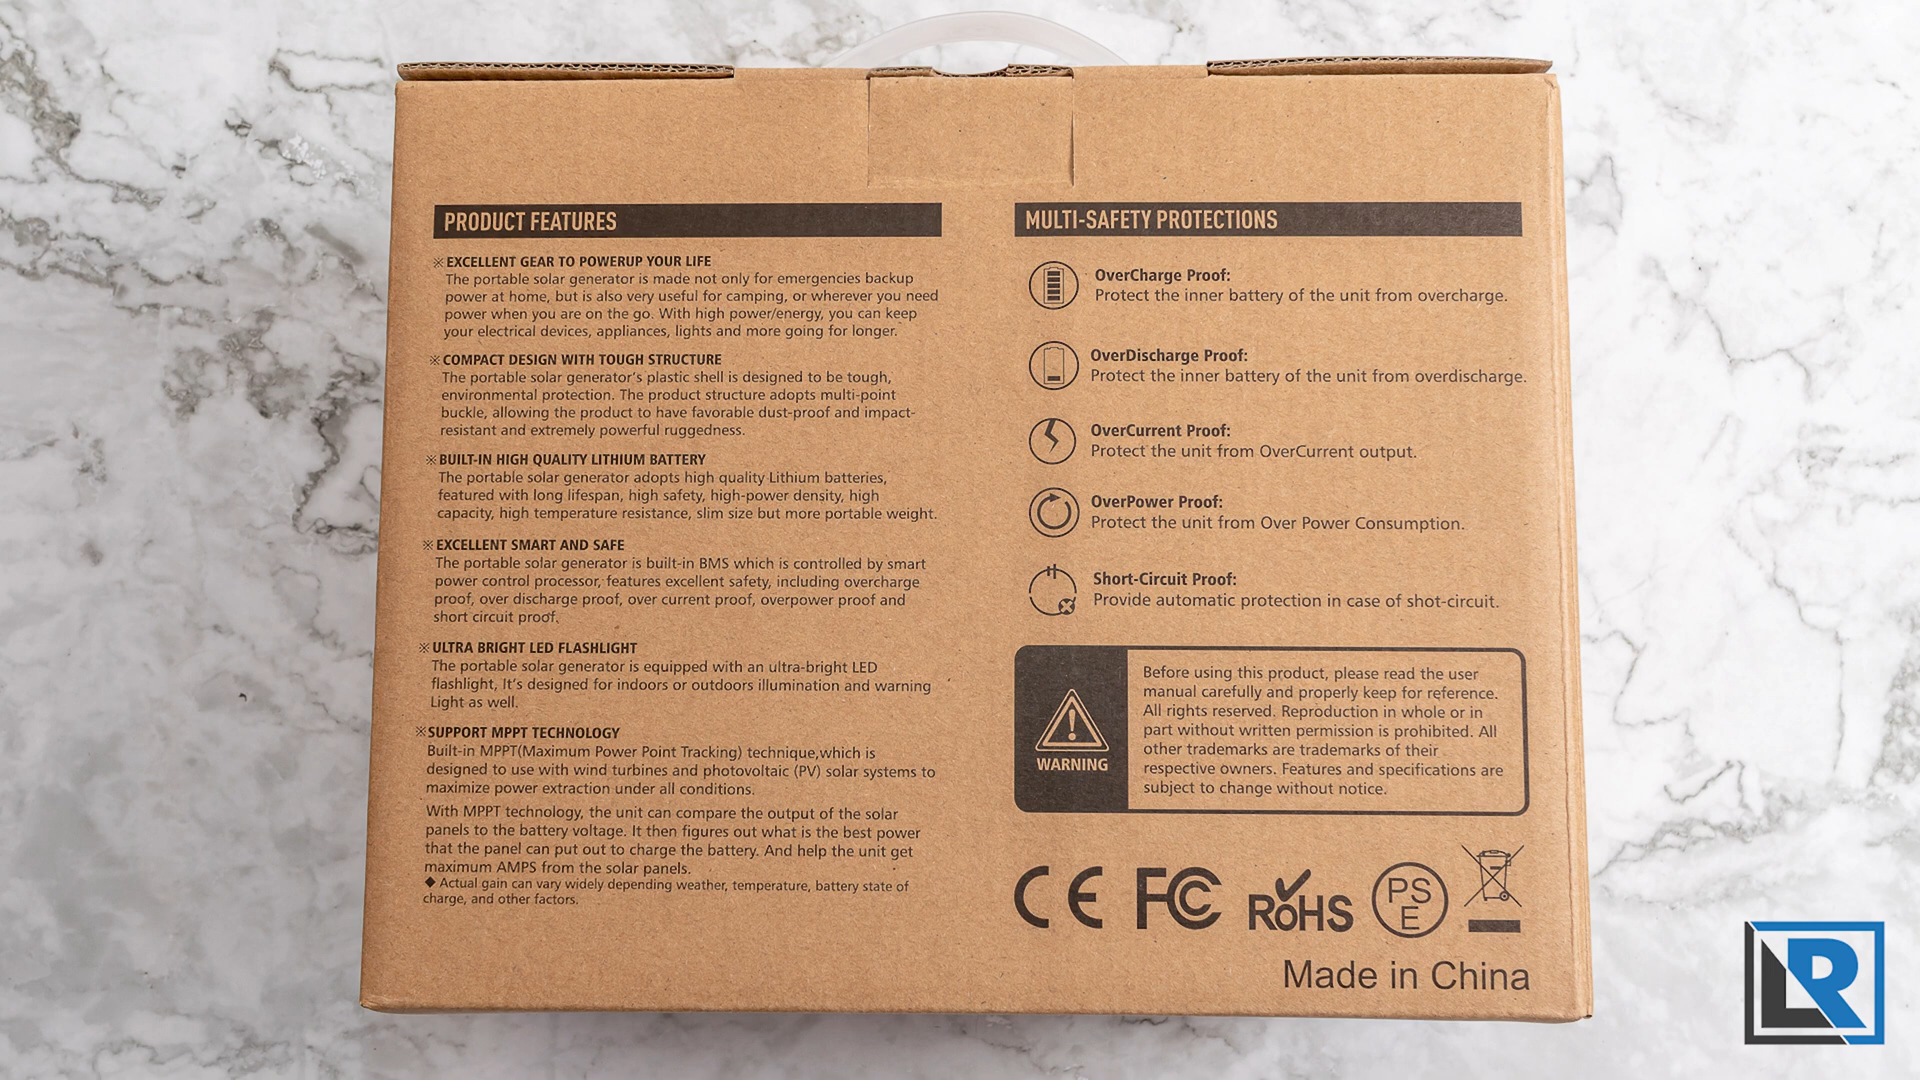 PRODUCT FEATURES
※ EXCELLENT GEAR TO POWERUP YOUR LIFE
The portable solar generator is made not only for emergencies backup
power at home, but is also very useful for camping, or wherever you need
power when you are on the go. With high power/energy, you can keep
your electrical devices, appliances, lights and more going for longer.
※ COMPACT DESIGN WITH TOUGH STRUCTURE
The portable solar generator's plastic shell is designed to be tough,
environmental protection. The product structure adopts multi-point
buckle, allowing the product to have favorable dust-proof and impact-
resistant and extremely powerful ruggedness.
※ BUILT-IN HIGH QUALITY LITHIUM BATTERY
The portable solar generator adopts high quality Lithium batteries,
featured with long lifespan, high safety, high-power density, high
capacity, high temperature resistance, slim size but more portable weight.
※ EXCELLENT SMART AND SAFE
The portable solar generator is built-in BMS which is controlled by smart
power control processor, features excellent safety, including overcharge
proof, over discharge proof, over current proof, overpower proof and
short circuit proof.
※ ULTRA BRIGHT LED FLASHLIGHT
The portable solar generator is equipped with an ultra-bright LED
flashlight, It's designed for indoors or outdoors illumination and warning
Light as well.
※ SUPPORT MPPT TECHNOLOGY
Built-in MPPT(Maximum Power Point Tracking) technique,which is
designed to use with wind turbines and photovoltaic (PV) solar systems to
maximize power extraction under all conditions.
With MPPT technology, the unit can compare the output of the solar
panels to the battery voltage. It then figures out what is the best power
that the panel can put out to charge the battery. And help the unit get
maximum AMPS from the solar panels.
◆ Actual gain can vary widely depending weather, temperature, battery state of
charge, and other factors.
MULTI-SAFETY PROTECTIONS
OverCharge Proof:
Protect the inner battery of the unit from overcharge.
OverDischarge Proof:
Protect the inner battery of the unit from overdischarge.
OverCurrent Proof:
Protect the unit from OverCurrent output.
OverPower Proof:
Protect the unit from Over Power Consumption.
Short-Circuit Proof:
Provide automatic protection in case of shot-circuit.
WARNING
Before using this product, please read the user
manual carefully and properly keep for reference.
All rights reserved. Reproduction in whole or in
part without written permission is prohibited. All
other trademarks are trademarks of their
respective owners. Features and specifications are
subject to change without notice.
CE FC RoHS PS E
Made in China
LR